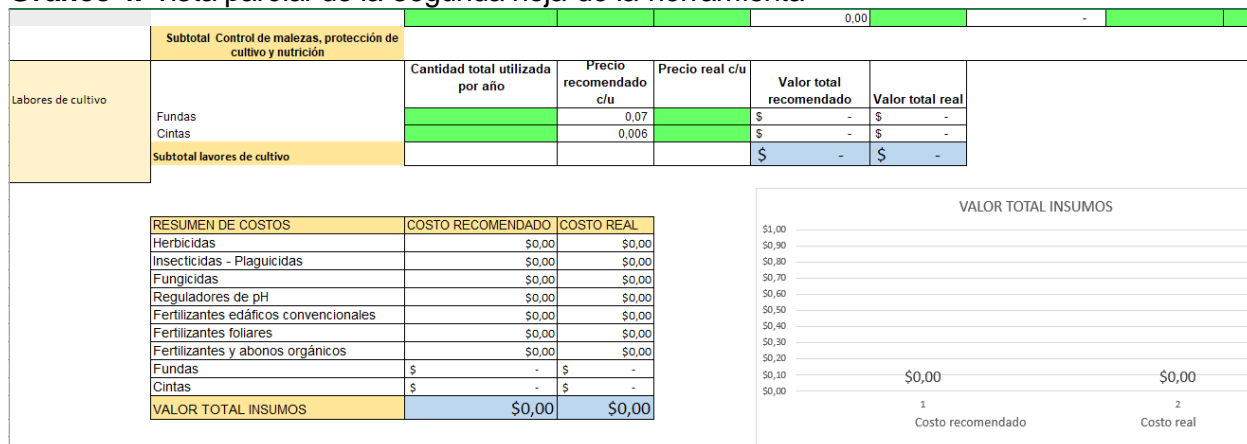 0,00 -
Subtotal Control de malezas, protección de
cultivo y nutrición
Labores de cultivo
Cantidad total utilizada
por año
Precio
recomendado
c/u
Precio real c/u
Valor total
recomendado
Valor total real
Fundas 0,07 $ - $ -
Cintas 0,006 $ - $ -
Subtotal lavores de cultivo $ - $ -
RESUMEN DE COSTOS COSTO RECOMENDADO COSTO REAL
Herbicidas $0,00 $0,00
Insecticidas - Plaguicidas $0,00 $0,00
Fungicidas $0,00 $0,00
Reguladores de pH $0,00 $0,00
Fertilizantes edáficos convencionales $0,00 $0,00
Fertilizantes foliares $0,00 $0,00
Fertilizantes y abonos orgánicos $0,00 $0,00
Fundas $ - $ -
Cintas $ - $ -
VALOR TOTAL INSUMOS $0,00 $0,00
VALOR TOTAL INSUMOS
$1,00
$0,90
$0,80
$0,70
$0,60
$0,50
$0,40
$0,30
$0,20
$0,10
$0,00
$0,00 $0,00
1 2
Costo recomendado Costo real